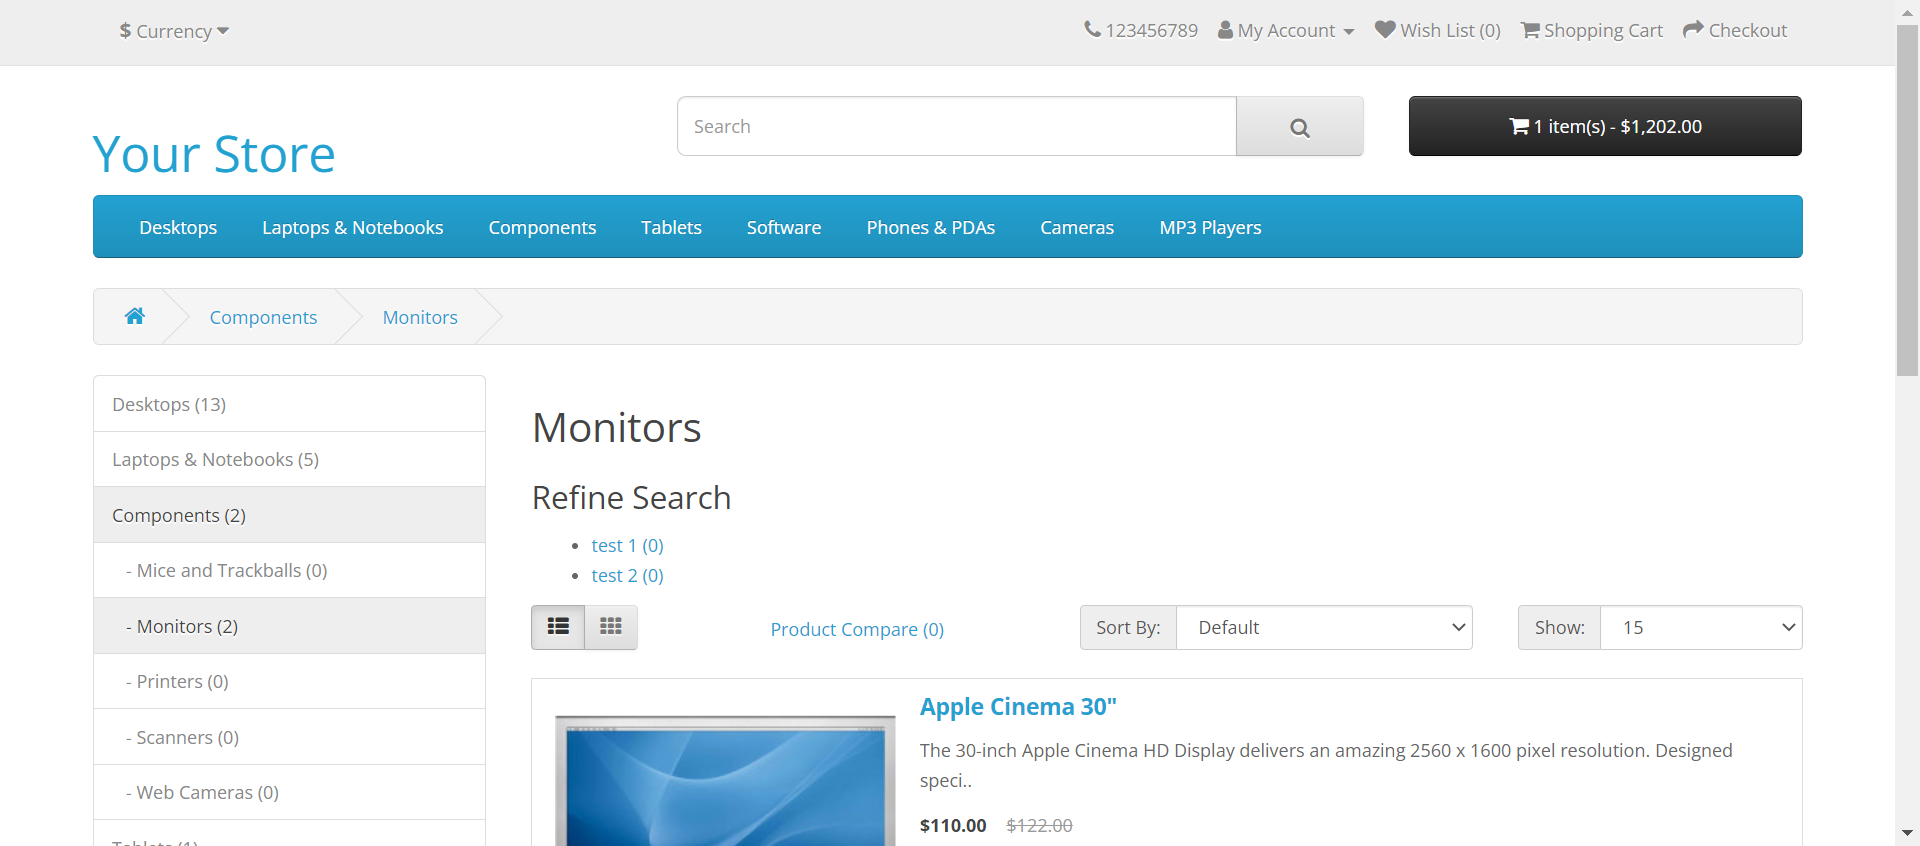 $ Currency
123456789 My Account Wish List (0) Shopping Cart Checkout
Your Store
Search
1 item(s) - $1,202.00
Desktops Laptops & Notebooks Components Tablets Software Phones & PDAs Cameras MP3 Players
Components Monitors
Desktops (13)
Laptops & Notebooks (5)
Components (2)
- Mice and Trackballs (0)
- Monitors (2)
- Printers (0)
- Scanners (0)
- Web Cameras (0)
Tablets (1)
Monitors
Refine Search
test 1 (0)
test 2 (0)
Product Compare (0) Sort By: Default Show: 15
Apple Cinema 30"
The 30-inch Apple Cinema HD Display delivers an amazing 2560 x 1600 pixel resolution. Designed
speci..
$110.00 $122.00